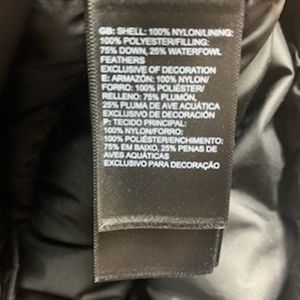 GB: SHELL: 100% NYLON/LINING:
100% POLYESTER/FILLING:
75% DOWN, 25% WATERFOWL
FEATHERS
EXCLUSIVE OF DECORATION
E: ARMAZÓN: 100% NYLON/
FORRO: 100% POLIÉSTER/
RELLENO: 75% PLUMÓN,
25% PLUMA DE AVE ACUÁTICA
EXCLUSIVO DE DECORACIÓN
P: TECIDO PRINCIPAL:
100% NYLON/FORRO:
100% POLIÉSTER/ENCHIMENTO:
75% EM BAIXO, 25% PENAS DE
AVES AQUÁTICAS
EXCLUSIVO PARA DECORAÇÃO